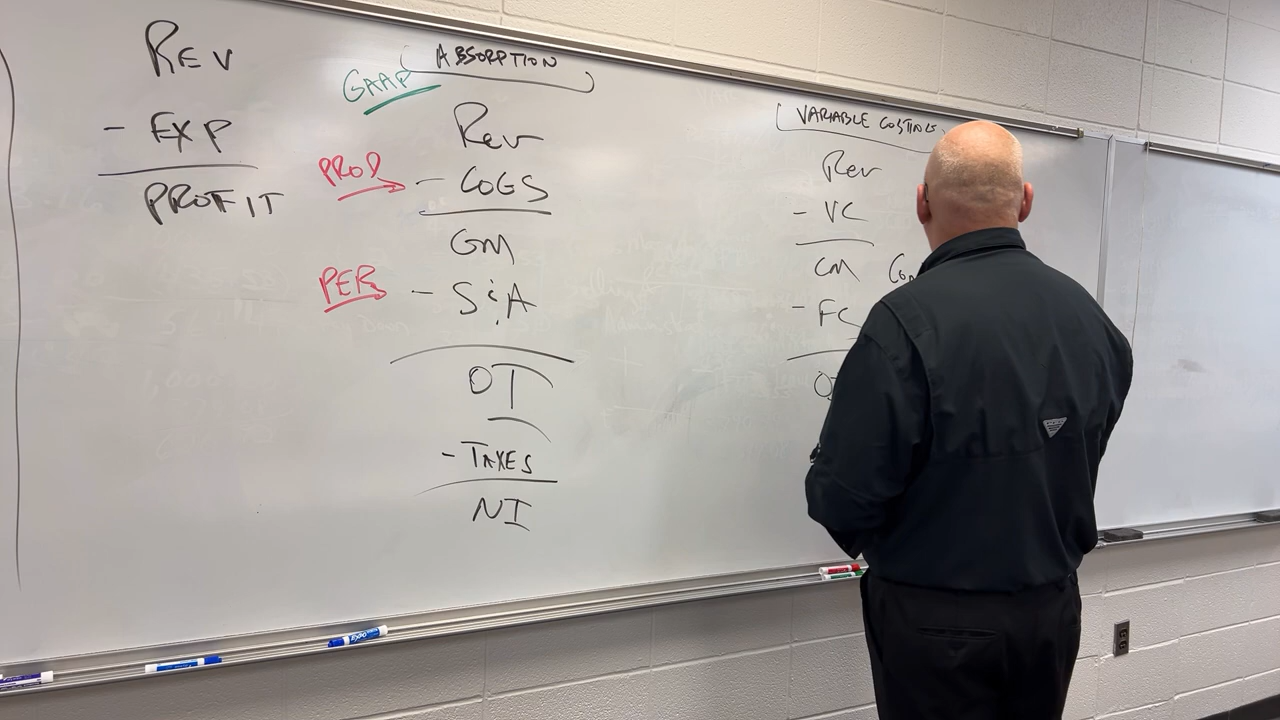 REV
- EXP
PROFIT
GAAP
ABSORPTION
Rev
PROD
- COGS
GM
PER
- S&A
OI
- TAXES
NI
VARIABLE COSTING
Rev
- VC
CM
- FC